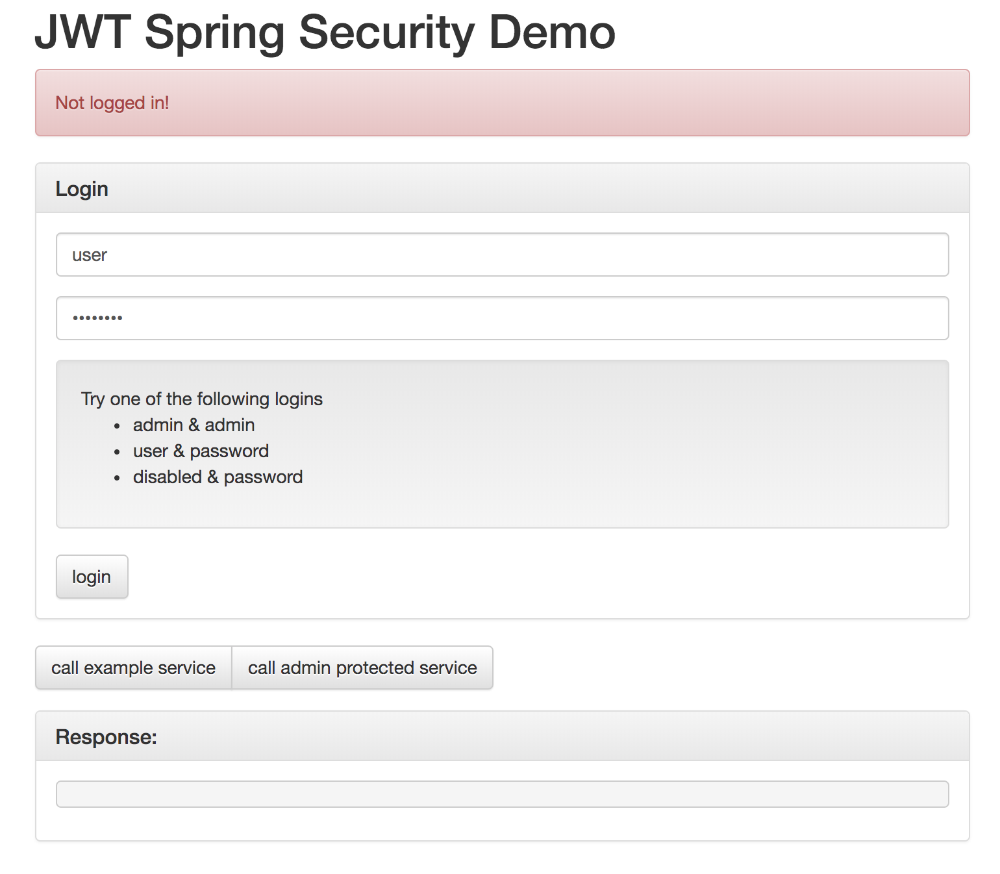 JWT Spring Security Demo
Not logged in!
Login
user
••••••••
Try one of the following logins
• admin & admin
• user & password
• disabled & password
login
call example service call admin protected service
Response: